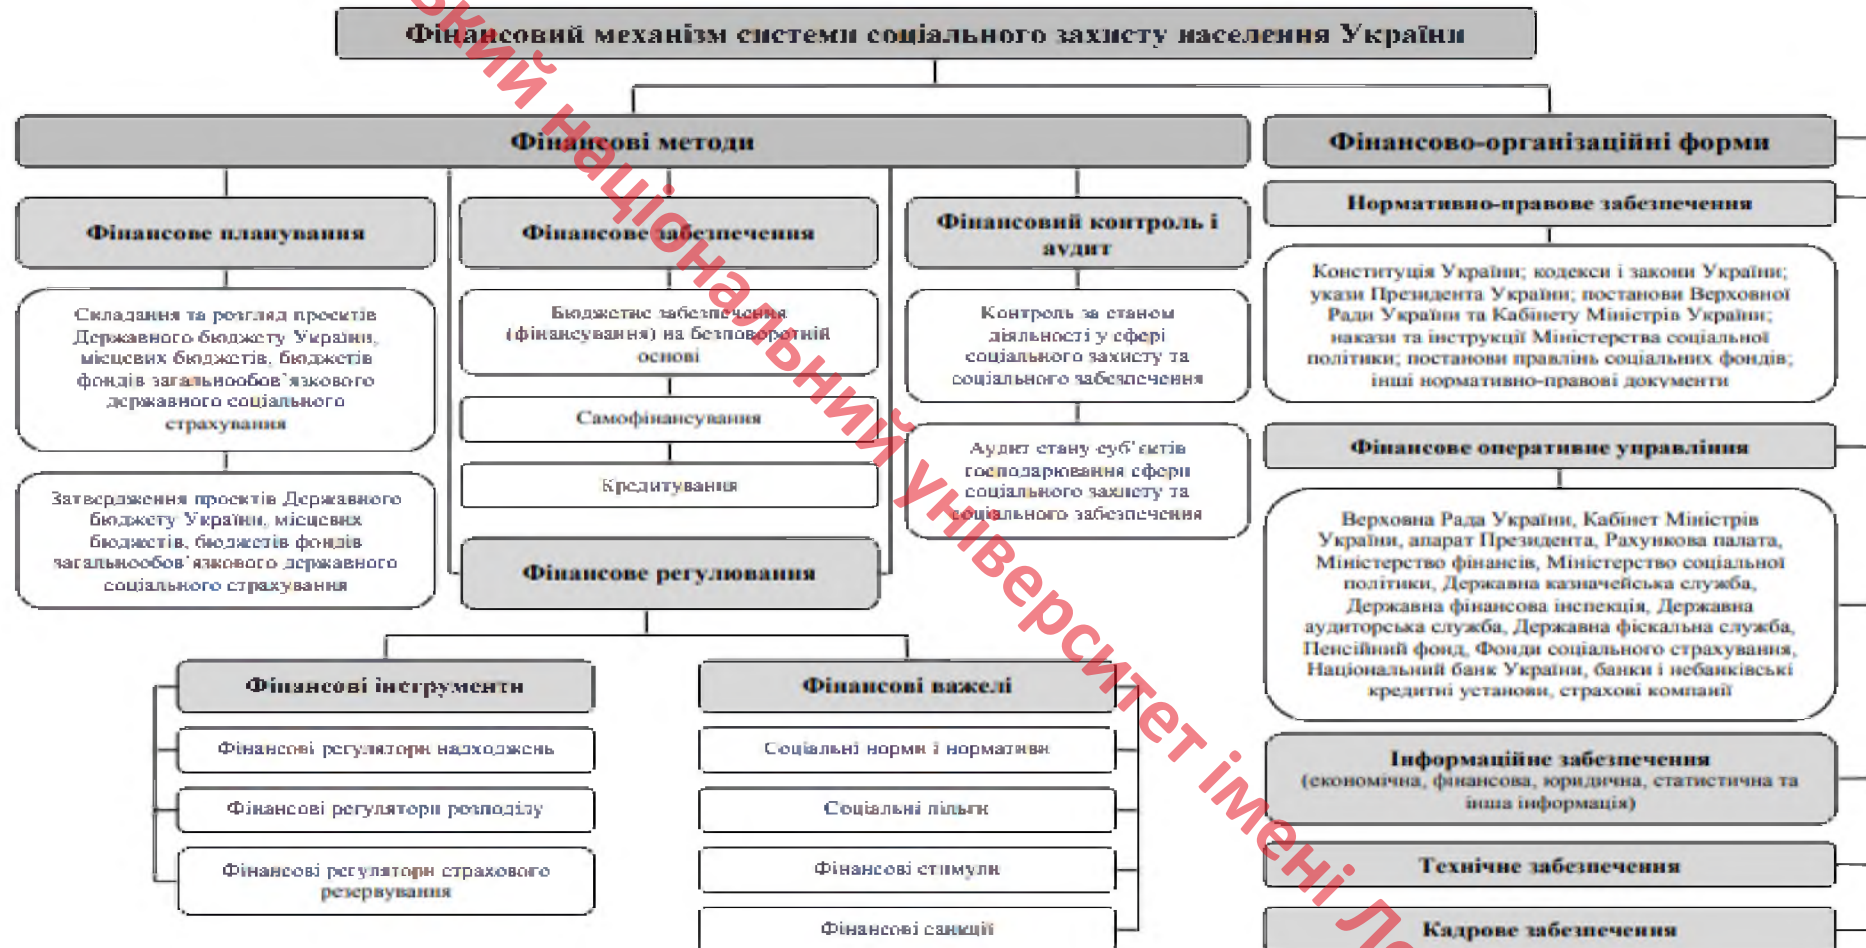 Фінансовий механізм системи соціального захисту населення України
Фінансові методи
Фінансове планування
Складання та розгляд проєктів
Державного бюджету України,
місцевих бюджетів, бюджетів
фондів загальнообов'язкового
державного соціального
страхування
Затвердження проєктів Державного
бюджету України, місцевих
бюджетів, бюджетів фондів
загальнообов'язкового державного
соціального страхування
Фінансове забезпечення
Бюджетне забезпечення
(фінансування) на безповоротній
основі
Самофінансування
Кредитування
Фінансовий контроль і
аудит
Контроль за станом
діяльності у сфері
соціального захисту та
соціального забезпечення
Аудит стану суб'єктів
господарювання сфери
соціального захисту та
соціального забезпечення
Фінансове регулювання
Фінансові інструменти
Фінансові регулятори надходжень
Фінансові регулятори розподілу
Фінансові регулятори страхового
резервування
Фінансові важелі
Соціальні норми і нормативи
Соціальні пільги
Фінансові стимули
Фінансові санкції
Фінансово-організаційні форми
Нормативно-правове забезпечення
Конституція України; кодекси і закони України;
укази Президента України; постанови Верховної
Ради України та Кабінету Міністрів України;
накази та інструкції Міністерства соціальної
політики; постанови правлінь соціальних фондів;
інші нормативно-правові документи
Фінансове оперативне управління
Верховна Рада України, Кабінет Міністрів
України, апарат Президента, Рахункова палата,
Міністерство фінансів, Міністерство соціальної
політики, Державна казначейська служба,
Державна фінансова інспекція, Державна
аудиторська служба, Державна фіскальна служба,
Пенсійний фонд, Фонди соціального страхування,
Національний банк України, банки і небанківські
кредитні установи, страхові компанії
Інформаційне забезпечення
(економічна, фінансова, юридична, статистична та
інша інформація)
Технічне забезпечення
Кадрове забезпечення
національний університет імені